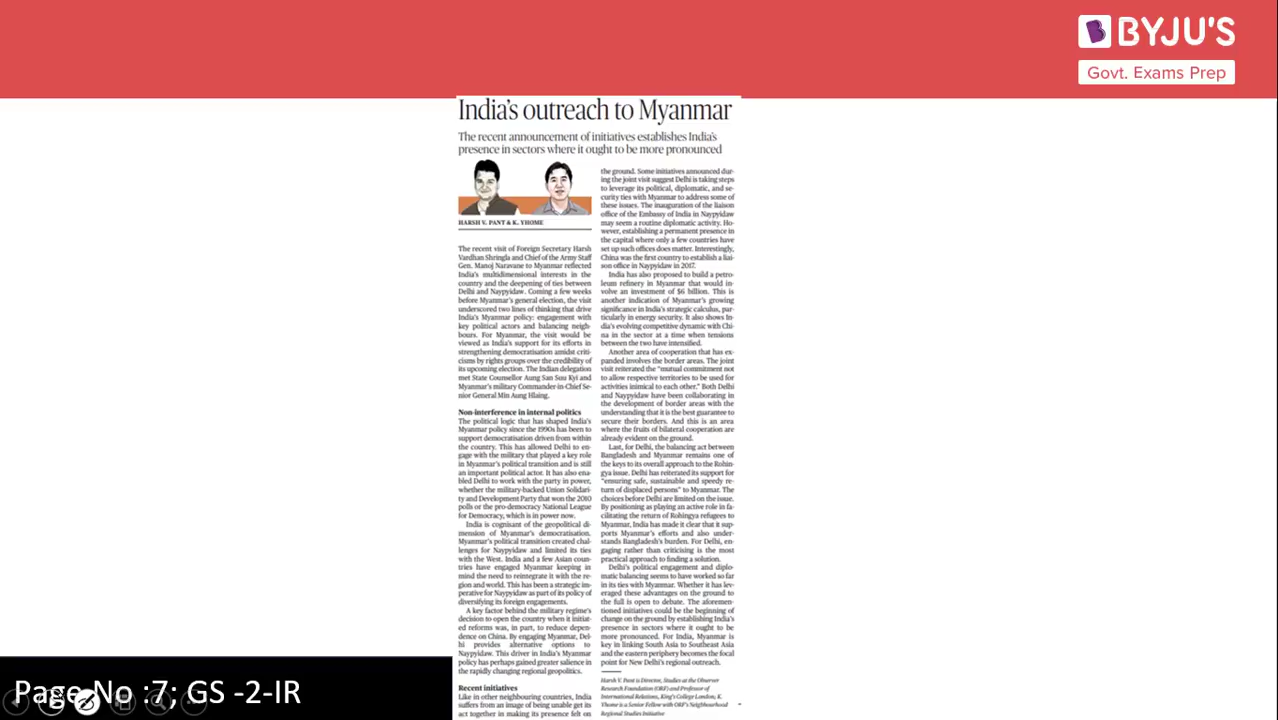 BYJU'S
Govt. Exams Prep
India's outreach to Myanmar
The recent announcement of initiatives establishes India's
presence in sectors where it ought to be more pronounced
HARSH V. PANT & K. YHOME
The recent visit of Foreign Secretary Harsh
Vardhan Shringla and Chief of the Army Staff
Gen. Manoj Naravane to Myanmar reflected
India's multidimensional interests in the
country and the deepening of ties between
Delhi and Naypyidaw. Coming a few weeks
before Myanmar's general election, the visit
underscored two lines of thinking that drive
India's Myanmar policy: engagement with
key political actors and balancing neigh-
bours. For Myanmar, the visit would be
viewed as India's support for its efforts in
strengthening democratisation amidst criti-
cisms by rights groups over the credibility of
its upcoming election. The Indian delegation
met State Counsellor Aung San Suu Kyi and
Myanmar's military Commander-in-Chief Se-
nior General Min Aung Hlaing.
Non-interference in internal politics
The political logic that has shaped India's
Myanmar policy since the 1990s has been to
support democratisation driven from within
the country. This has allowed Delhi to en-
gage with the military that played a key role
in Myanmar's political transition and is still
an important political actor. It has also ena-
bled Delhi to work with the party in power,
whether the military-backed Union Solidari-
ty and Development Party that won the 2010
polls or the pro-democracy National League
for Democracy, which is in power now.
India is cognisant of the geopolitical di-
mension of Myanmar's democratisation.
Myanmar's political transition created chal-
lenges for Naypyidaw and limited its ties
with the West. India and a few Asian coun-
tries have engaged Myanmar keeping in
mind the need to reintegrate it with the re-
gion and world. This has been a strategic im-
perative for Naypyidaw as part of its policy of
diversifying its foreign engagements.
A key factor behind the military regime's
decision to open the country when it initiat-
ed reforms was, in part, to reduce depen-
dence on China. By engaging Myanmar, Del-
hi provides alternative options to
Naypyidaw. This driver in India's Myanmar
policy has perhaps gained greater salience in
the rapidly changing regional geopolitics.
Recent initiatives
Like in other neighbouring countries, India
suffers from an image of being unable get its
act together in making its presence felt on
the ground. Some initiatives announced dur-
ing the joint visit suggest Delhi is taking steps
to leverage its political, diplomatic, and se-
curity ties with Myanmar to address some of
these issues. The inauguration of the liaison
office of the Embassy of India in Naypyidaw
may seem a routine diplomatic activity. Ho-
wever, establishing a permanent presence in
the capital where only a few countries have
set up such offices does matter. Interestingly,
China was the first country to establish a liai-
son office in Naypyidaw in 2017.
India has also proposed to build a petro-
leum refinery in Myanmar that would in-
volve an investment of $6 billion. This is
another indication of Myanmar's growing
significance in India's strategic calculus, par-
ticularly in energy security. It also shows In-
dia's evolving competitive dynamic with Chi-
na in the sector at a time when tensions
between the two have intensified.
Another area of cooperation that has ex-
panded involves the border areas. The joint
visit reiterated the "mutual commitment not
to allow respective territories to be used for
activities inimical to each other." Both Delhi
and Naypyidaw have been collaborating in
the development of border areas with the
understanding that it is the best guarantee to
secure their borders. And this is an area
where the fruits of bilateral cooperation are
already evident on the ground.
Last, for Delhi, the balancing act between
Bangladesh and Myanmar remains one of
the keys to its overall approach to the Rohin-
gya issue. Delhi has reiterated its support for
"ensuring safe, sustainable and speedy re-
turn of displaced persons" to Myanmar. The
choices before Delhi are limited on the issue.
By positioning as playing an active role in fa-
cilitating the return of Rohingya refugees to
Myanmar, India has made it clear that it sup-
ports Myanmar's efforts and also under-
stands Bangladesh's burden. For Delhi, en-
gaging rather than criticising is the most
practical approach to finding a solution.
Delhi's political engagement and diplo-
matic balancing seems to have worked so far
in its ties with Myanmar. Whether it has lev-
eraged these advantages on the ground to
the full is open to debate. The aforemen-
tioned initiatives could be the beginning of
change on the ground by establishing India's
presence in sectors where it ought to be
more pronounced. For India, Myanmar is
key in linking South Asia to Southeast Asia
and the eastern periphery becomes the focal
point for New Delhi's regional outreach.
Harsh V. Pant is Director, Studies at the Observer
Research Foundation (ORF) and Professor of
International Relations, King's College London; K.
Yhome is a Senior Fellow with ORF's Neighbourhood
Regional Studies Initiative
Page No :7; GS -2-IR